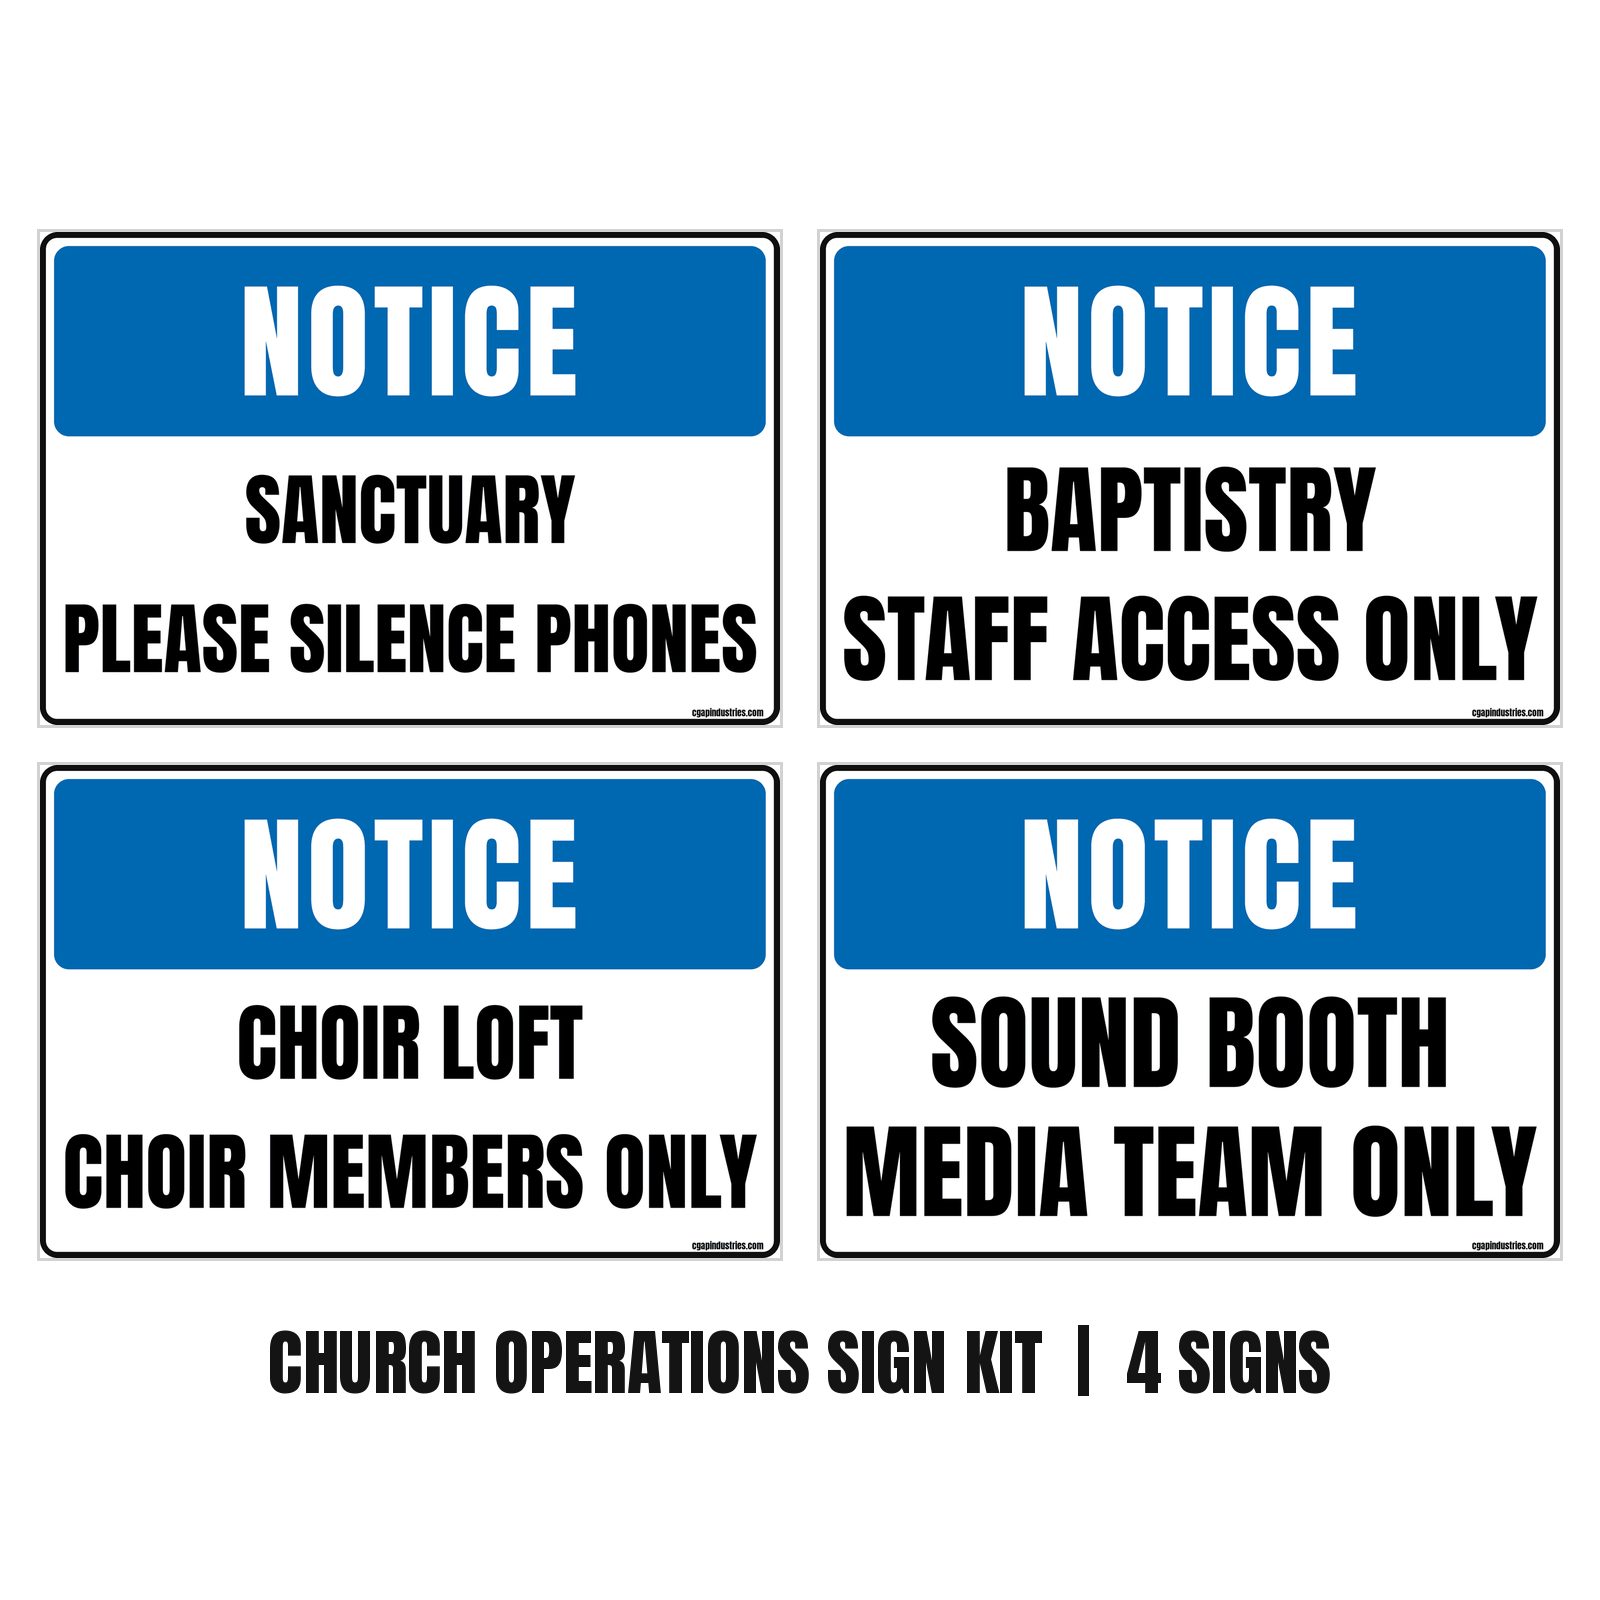 NOTICE
SANCTUARY
PLEASE SILENCE PHONES
cgapindustries.com
NOTICE
BAPTISTRY
STAFF ACCESS ONLY
cgapindustries.com
NOTICE
CHOIR LOFT
CHOIR MEMBERS ONLY
cgapindustries.com
NOTICE
SOUND BOOTH
MEDIA TEAM ONLY
cgapindustries.com
CHURCH OPERATIONS SIGN KIT | 4 SIGNS